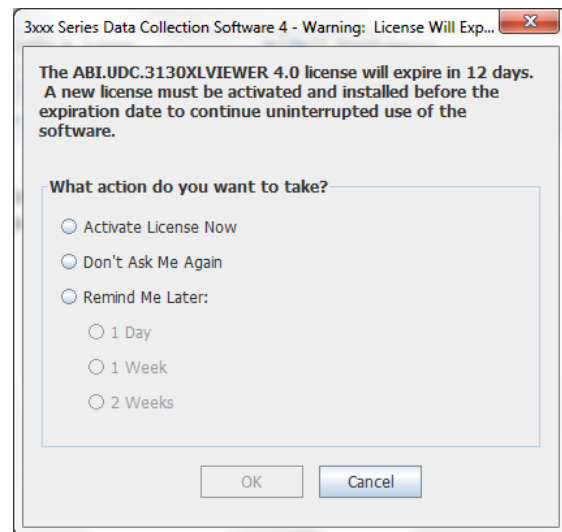 3xxx Series Data Collection Software 4 - Warning: License Will Exp...
The ABI.UDC.3130XLVIEWER 4.0 license will expire in 12 days.
A new license must be activated and installed before the
expiration date to continue uninterrupted use of the
software.
What action do you want to take?
Activate License Now
Don't Ask Me Again
Remind Me Later:
1 Day
1 Week
2 Weeks
OK
Cancel